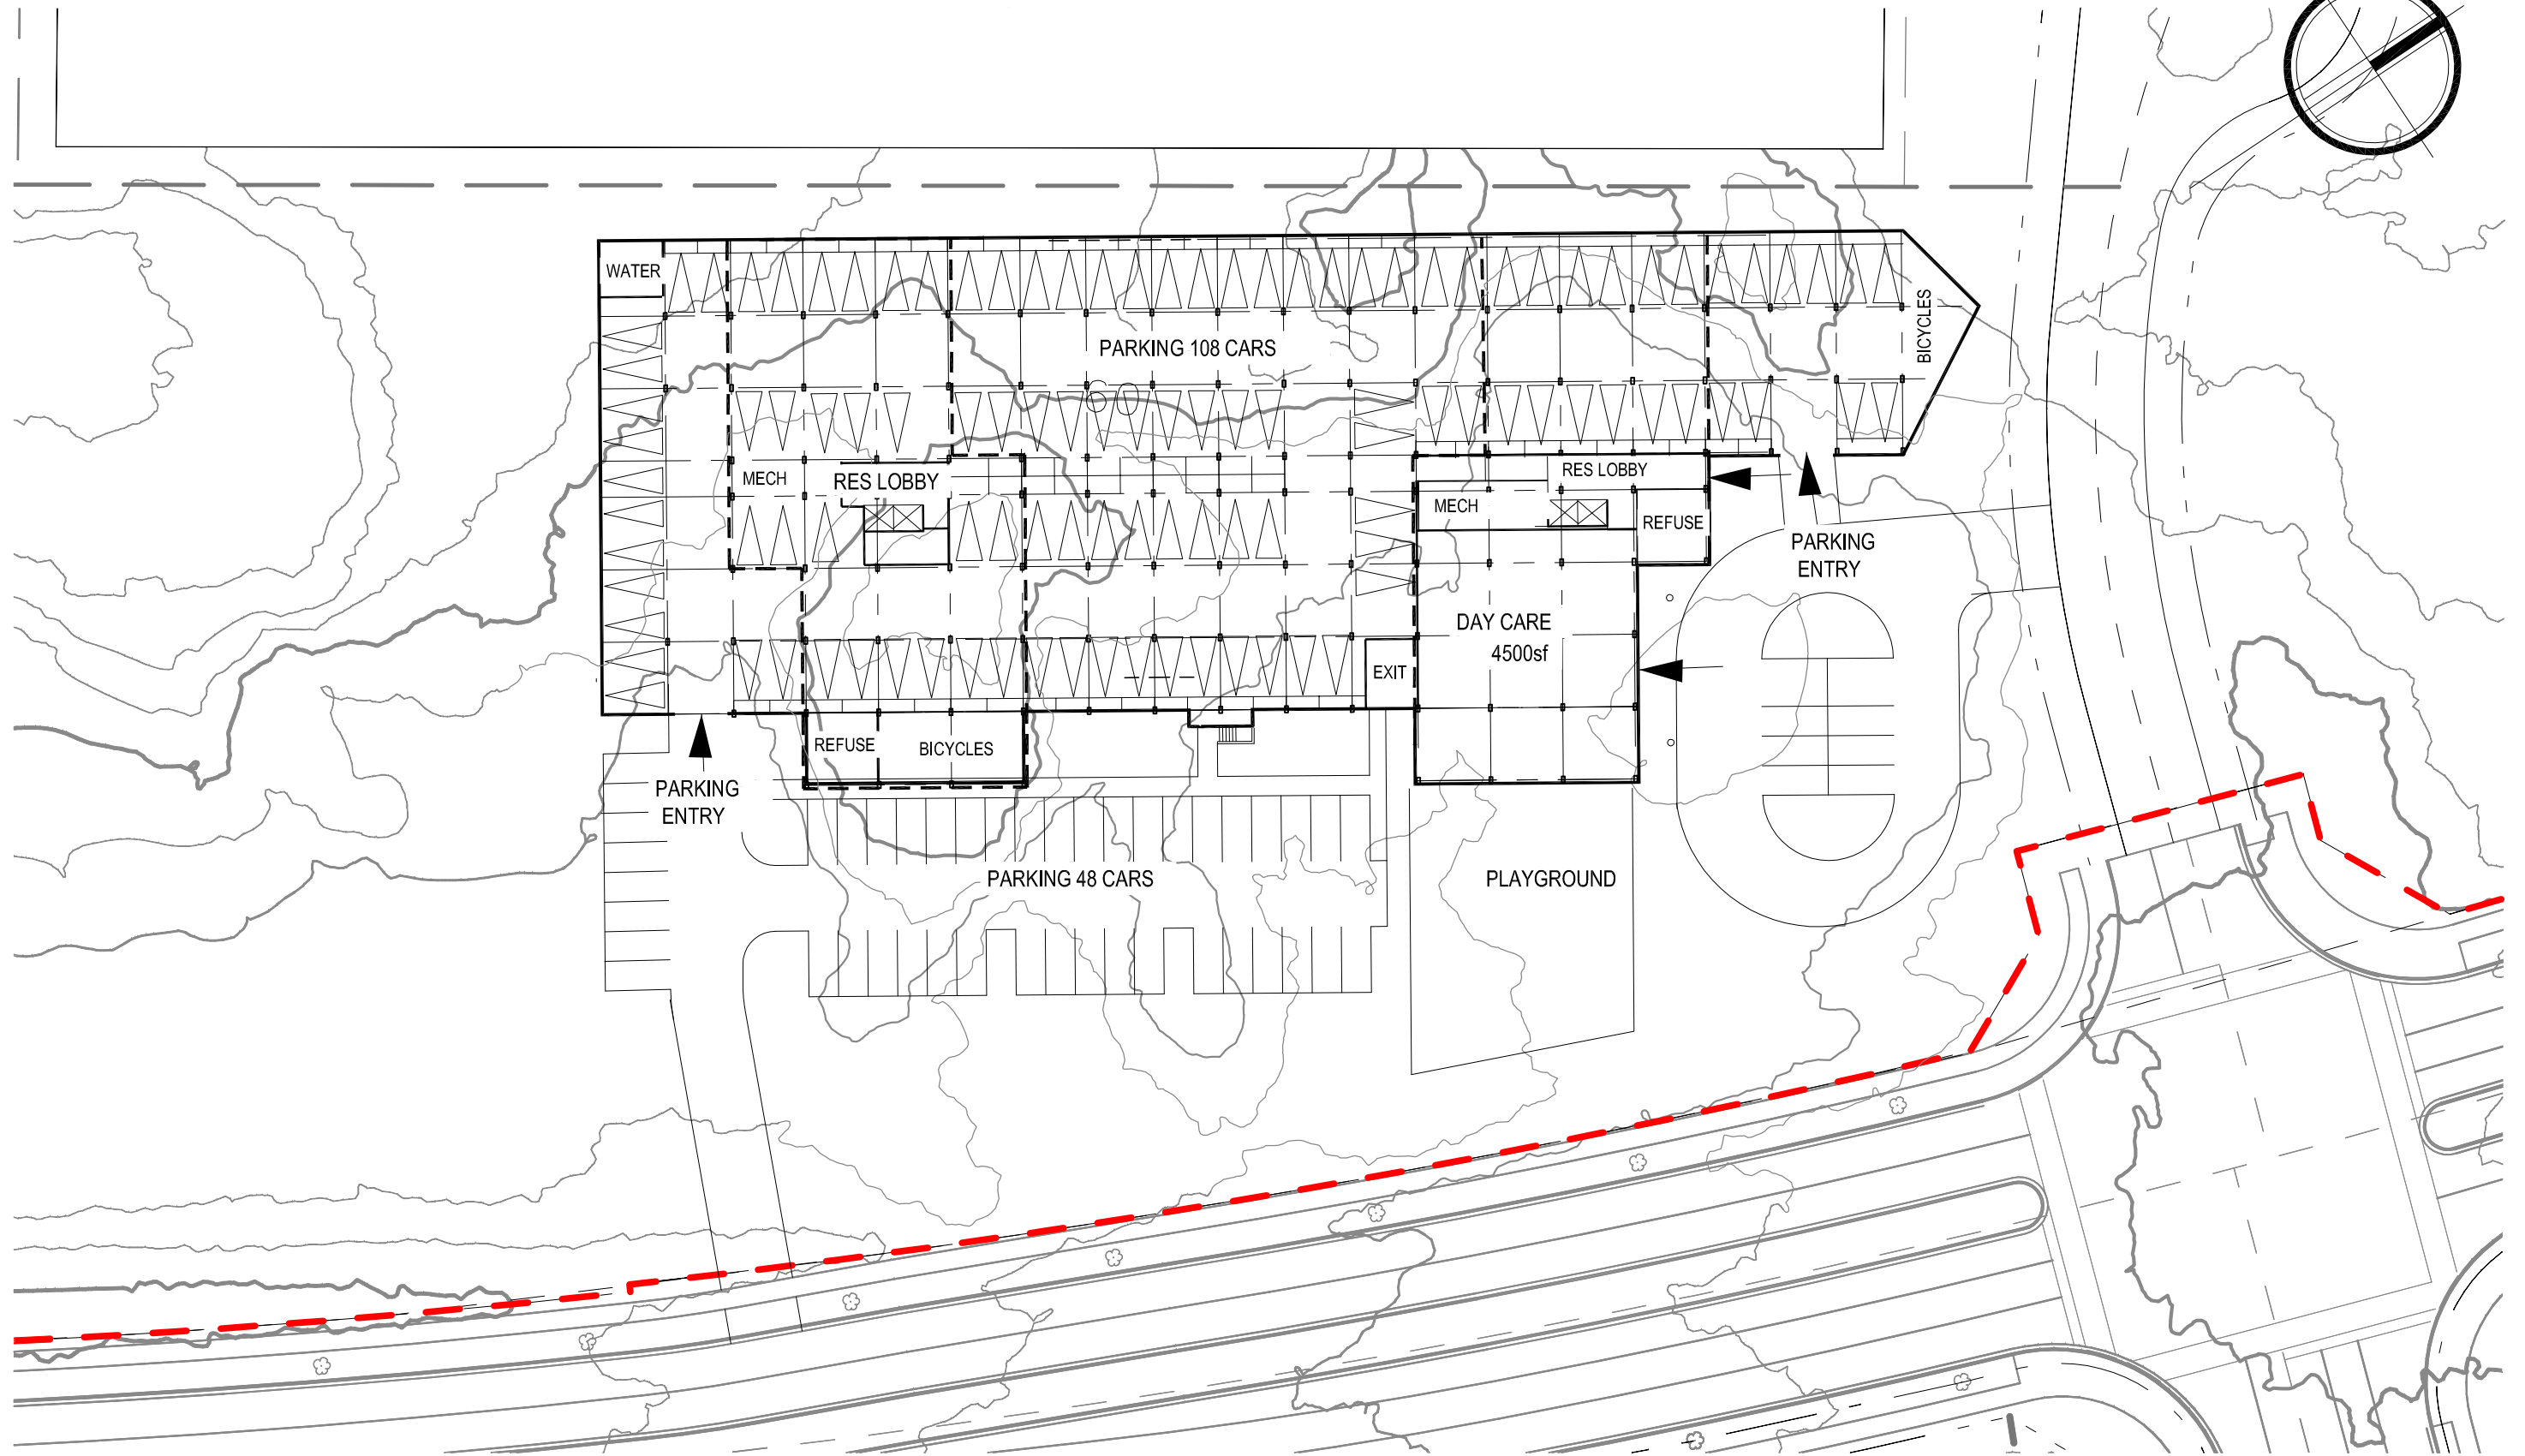 WATER
BICYCLES
PARKING 108 CARS
60
MECH
RES LOBBY
RES LOBBY
MECH
REFUSE
PARKING
ENTRY
DAY CARE
4500sf
EXIT
REFUSE
BICYCLES
PARKING
ENTRY
PARKING 48 CARS
PLAYGROUND